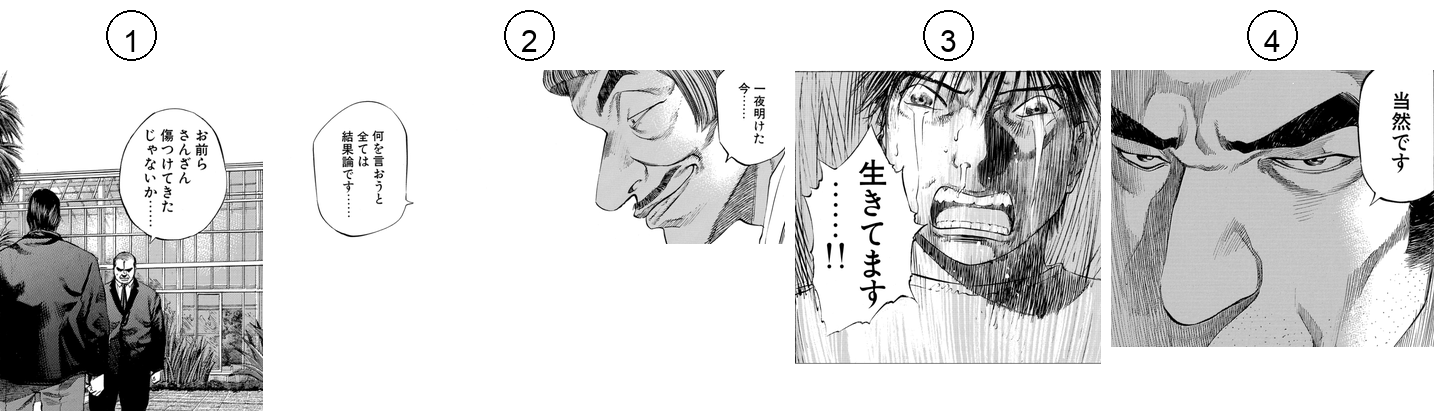 1
お前ら
さんざん
傷つけてきた
じゃないか……
2
一夜明けた
今……
何を言おうと
全ては
結果論です……
3
生きてます
……!!
4
当然です